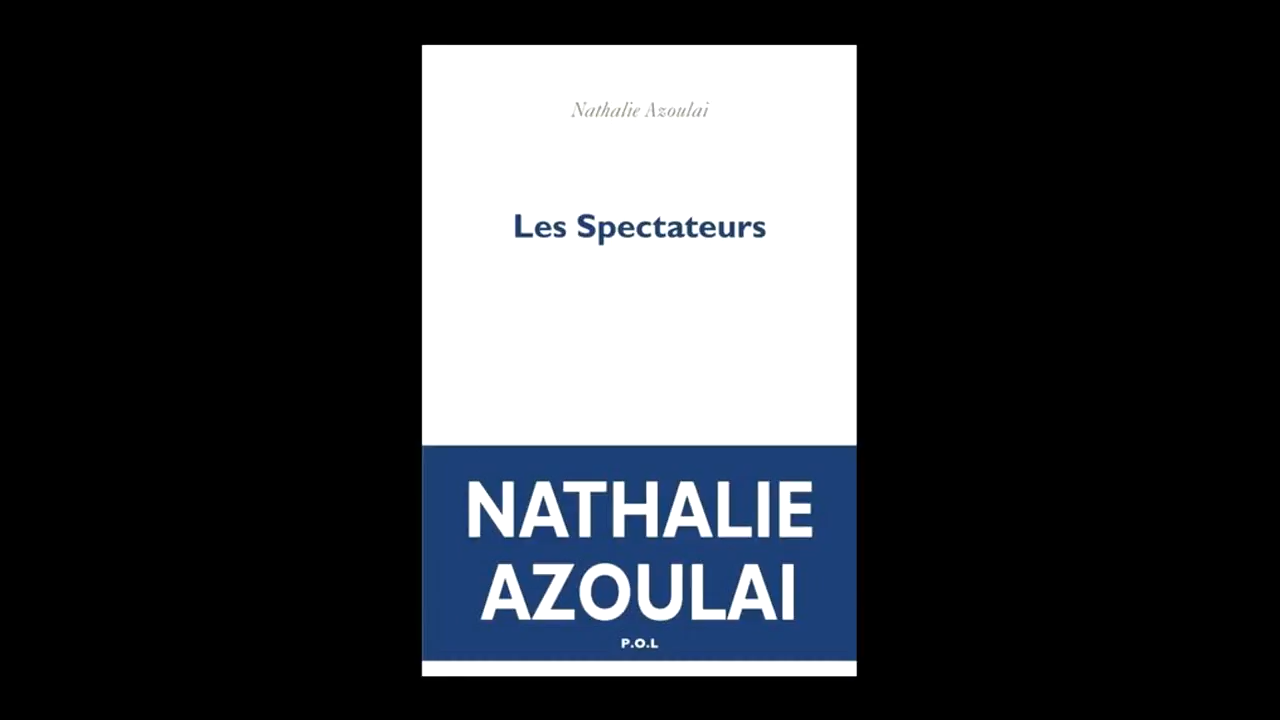 Nathalie Azoulai
Les Spectateurs
NATHALIE
AZOULAI
P.O.L